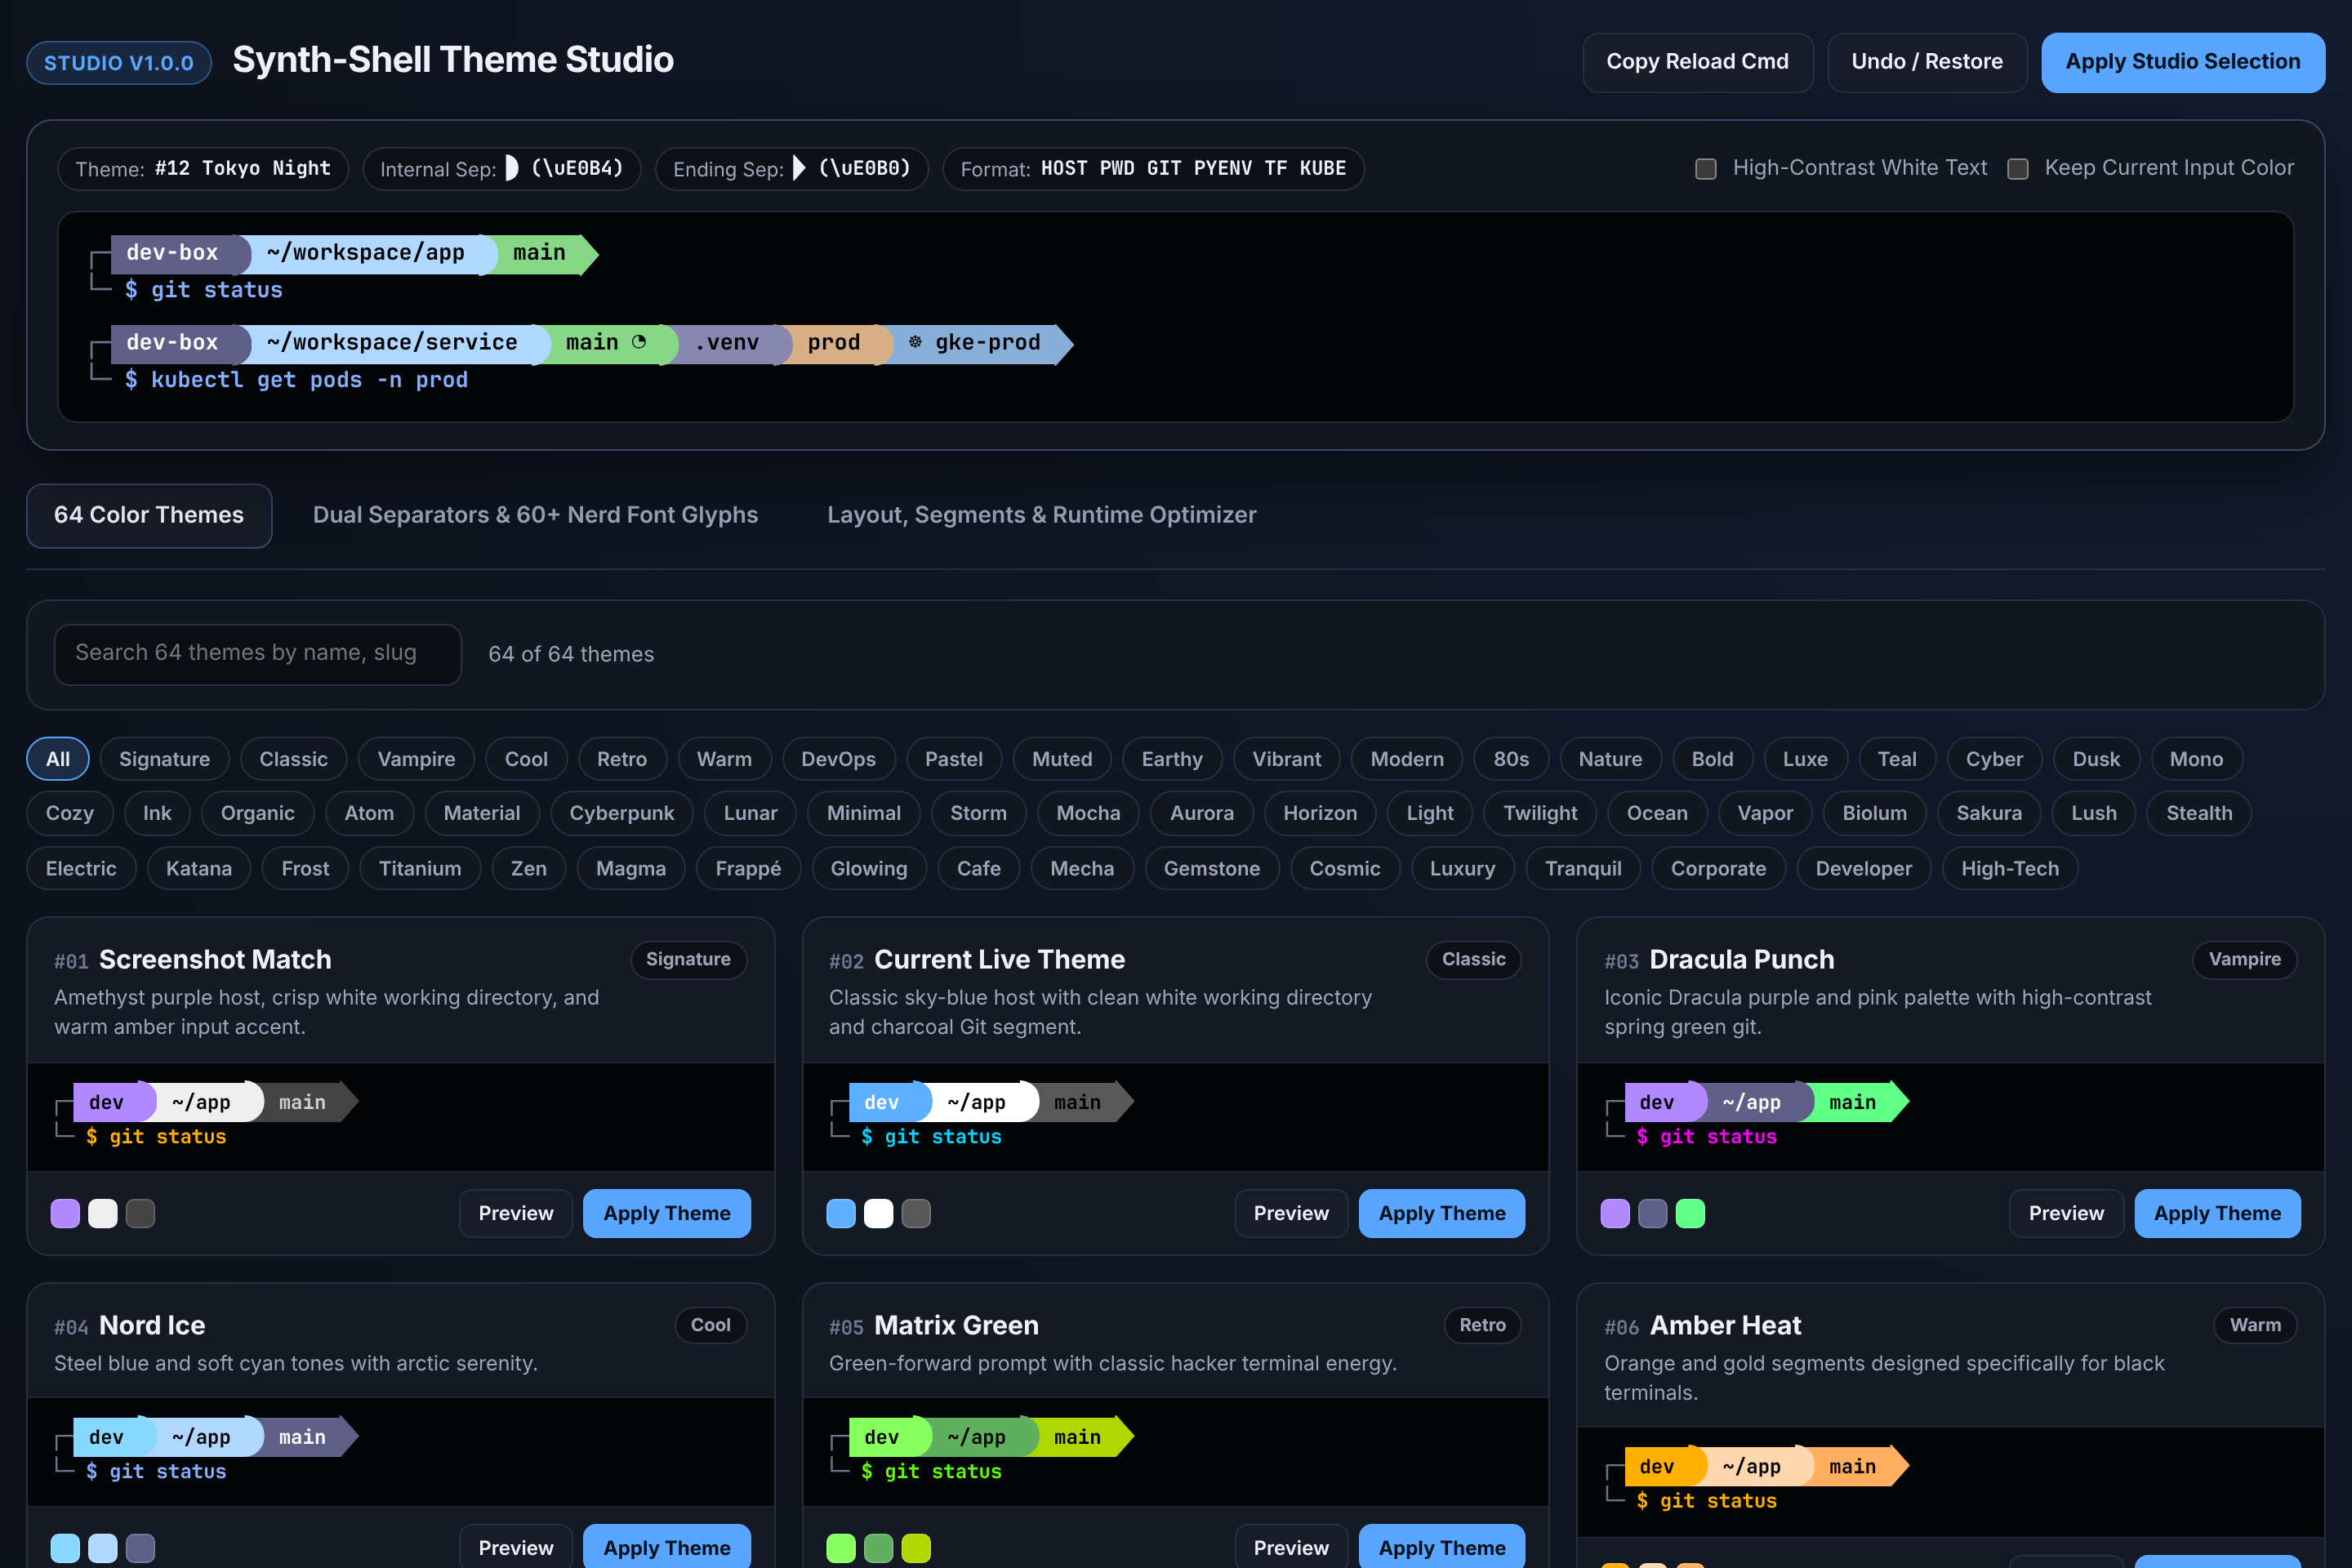 STUDIO V1.0.0 Synth-Shell Theme Studio Copy Reload Cmd Undo / Restore Apply Studio Selection
Theme: #12 Tokyo Night Internal Sep: (\uE0B4) Ending Sep: (\uE0B0) Format: HOST PWD GIT PYENV TF KUBE High-Contrast White Text Keep Current Input Color
dev-box ~/workspace/app main
$ git status
dev-box ~/workspace/service main ◔ .venv prod ☸ gke-prod
$ kubectl get pods -n prod
64 Color Themes Dual Separators & 60+ Nerd Font Glyphs Layout, Segments & Runtime Optimizer
Search 64 themes by name, slug 64 of 64 themes
All Signature Classic Vampire Cool Retro Warm DevOps Pastel Muted Earthy Vibrant Modern 80s Nature Bold Luxe Teal Cyber Dusk Mono
Cozy Ink Organic Atom Material Cyberpunk Lunar Minimal Storm Mocha Aurora Horizon Light Twilight Ocean Vapor Biolum Sakura Lush Stealth
Electric Katana Frost Titanium Zen Magma Frappé Glowing Cafe Mecha Gemstone Cosmic Luxury Tranquil Corporate Developer High-Tech
#01 Screenshot Match Signature
Amethyst purple host, crisp white working directory, and
warm amber input accent.
dev ~/app main
$ git status
Preview Apply Theme
#02 Current Live Theme Classic
Classic sky-blue host with clean white working directory
and charcoal Git segment.
dev ~/app main
$ git status
Preview Apply Theme
#03 Dracula Punch Vampire
Iconic Dracula purple and pink palette with high-contrast
spring green git.
dev ~/app main
$ git status
Preview Apply Theme
#04 Nord Ice Cool
Steel blue and soft cyan tones with arctic serenity.
dev ~/app main
$ git status
Preview Apply Theme
#05 Matrix Green Retro
Green-forward prompt with classic hacker terminal energy.
dev ~/app main
$ git status
Preview Apply Theme
#06 Amber Heat Warm
Orange and gold segments designed specifically for black
terminals.
dev ~/app main
$ git status